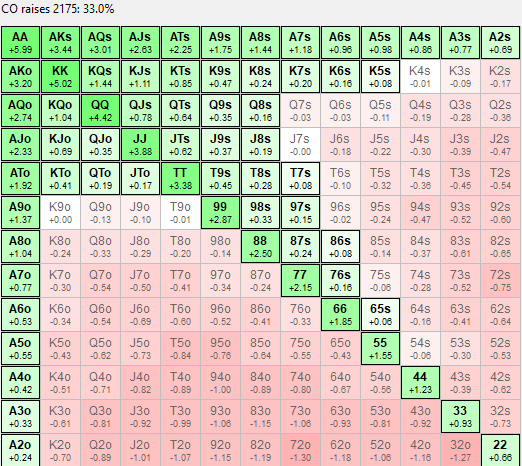 CO raises 2175: 33.0%
AA AKs AQs AJs ATs A9s A8s A7s A6s A5s A4s A3s A2s
+5.99 +3.44 +3.01 +2.63 +2.25 +1.75 +1.44 +1.18 +0.96 +0.98 +0.86 +0.77 +0.69
AKo KK KQs KJs KTs K9s K8s K7s K6s K5s K4s K3s K2s
+3.20 +5.02 +1.44 +1.11 +0.85 +0.47 +0.24 +0.20 +0.16 +0.08 -0.01 -0.09 -0.17
AQo KQo QQ QJs QTs Q9s Q8s Q7s Q6s Q5s Q4s Q3s Q2s
+2.74 +1.04 +4.42 +0.78 +0.64 +0.35 +0.16 -0.03 -0.03 -0.11 -0.19 -0.28 -0.36
AJo KJo QJo JJ JTs J9s J8s J7s J6s J5s J4s J3s J2s
+2.33 +0.69 +0.35 +3.88 +0.62 +0.37 +0.19 -0.00 -0.18 -0.22 -0.30 -0.39 -0.47
ATo KTo QTo JTo TT T9s T8s T7s T6s T5s T4s T3s T2s
+1.92 +0.41 +0.19 +0.17 +3.38 +0.45 +0.28 +0.08 -0.10 -0.32 -0.36 -0.45 -0.54
A9o K9o Q9o J9o T9o 99 98s 97s 96s 95s 94s 93s 92s
+1.37 +0.00 -0.13 -0.10 -0.01 +2.87 +0.33 +0.15 -0.02 -0.24 -0.47 -0.52 -0.60
A8o K8o Q8o J8o T8o 98o 88 87s 86s 85s 84s 83s 82s
+1.04 -0.24 -0.33 -0.29 -0.20 -0.14 +2.50 +0.24 +0.08 -0.14 -0.37 -0.61 -0.65
A7o K7o Q7o J7o T7o 97o 87o 77 76s 75s 74s 73s 72s
+0.77 -0.30 -0.54 -0.50 -0.41 -0.34 -0.24 +2.15 +0.16 -0.06 -0.28 -0.52 -0.75
A6o K6o Q6o J6o T6o 96o 86o 76o 66 65s 64s 63s 62s
+0.53 -0.34 -0.54 -0.69 -0.60 -0.52 -0.41 -0.33 +1.85 +0.06 -0.16 -0.41 -0.64
A5o K5o Q5o J5o T5o 95o 85o 75o 65o 55 54s 53s 52s
+0.55 -0.43 -0.62 -0.73 -0.84 -0.76 -0.64 -0.55 -0.43 +1.55 -0.06 -0.30 -0.53
A4o K4o Q4o J4o T4o 94o 84o 74o 64o 54o 44 43s 42s
+0.42 -0.51 -0.71 -0.82 -0.89 -1.00 -0.89 -0.80 -0.67 -0.56 +1.23 -0.39 -0.62
A3o K3o Q3o J3o T3o 93o 83o 73o 63o 53o 43o 33 32s
+0.33 -0.61 -0.81 -0.92 -0.99 -1.06 -1.15 -1.06 -0.93 -0.81 -0.92 +0.93 -0.73
A2o K2o Q2o J2o T2o 92o 82o 72o 62o 52o 42o 32o 22
+0.24 -0.70 -0.89 -1.01 -1.07 -1.15 -1.19 -1.30 -1.18 -1.06 -1.16 -1.27 +0.66